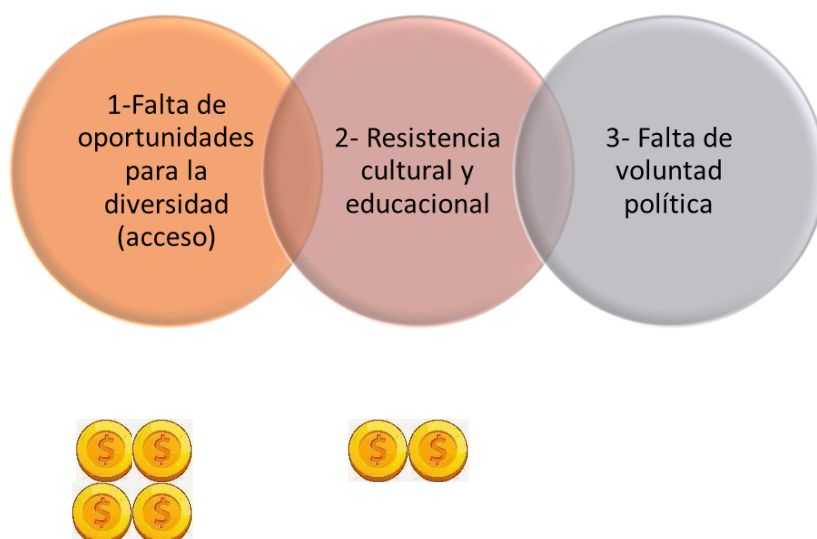 1-Falta de
oportunidades
para la
diversidad
(acceso)
2- Resistencia
cultural y
educacional
3- Falta de
voluntad
política
$ $
$ $
$ $